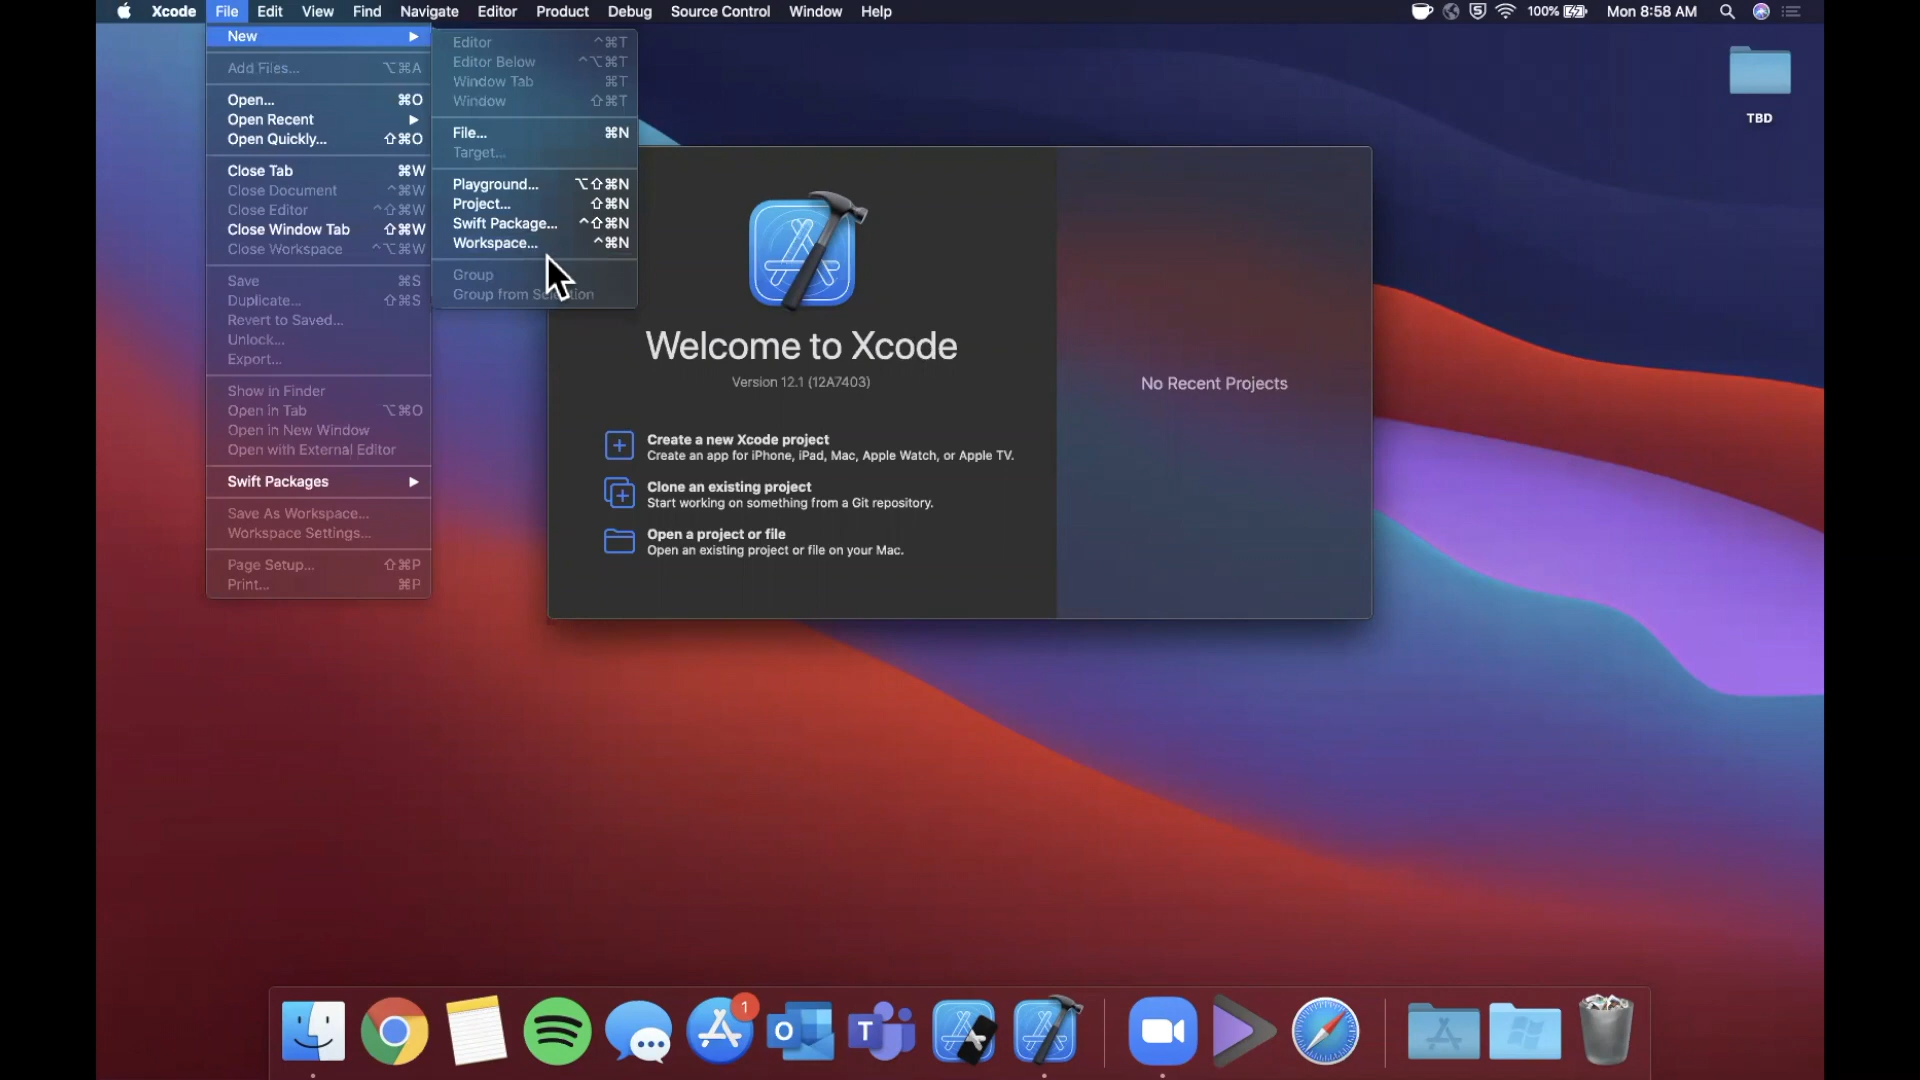 Xcode File Edit View Find Navigate Editor Product Debug Source Control Window Help 100% Mon 8:58 AM
New
Add Files... ⌥⌘A
Open... ⌘O
Open Recent
Open Quickly... ⇧⌘O
Close Tab ⌘W
Close Document ^⌘W
Close Editor ^⇧⌘W
Close Window Tab ⇧⌘W
Close Workspace ^⌥⌘W
Save ⌘S
Duplicate... ⇧⌘S
Revert to Saved...
Unlock...
Export...
Show in Finder
Open in Tab ⌥⌘O
Open in New Window
Open with External Editor
Swift Packages
Save As Workspace...
Workspace Settings...
Page Setup... ⇧⌘P
Print... ⌘P
Editor ^⌘T
Editor Below ^⌥⌘T
Window Tab ⌘T
Window ⇧⌘T
File... ⌘N
Target...
Playground... ⌥⇧⌘N
Project... ⇧⌘N
Swift Package... ^⇧⌘N
Workspace... ^⌘N
Group
Group from Selection
TBD
Welcome to Xcode
Version 12.1 (12A7403)
Create a new Xcode project
Create an app for iPhone, iPad, Mac, Apple Watch, or Apple TV.
Clone an existing project
Start working on something from a Git repository.
Open a project or file
Open an existing project or file on your Mac.
No Recent Projects
1
O
T